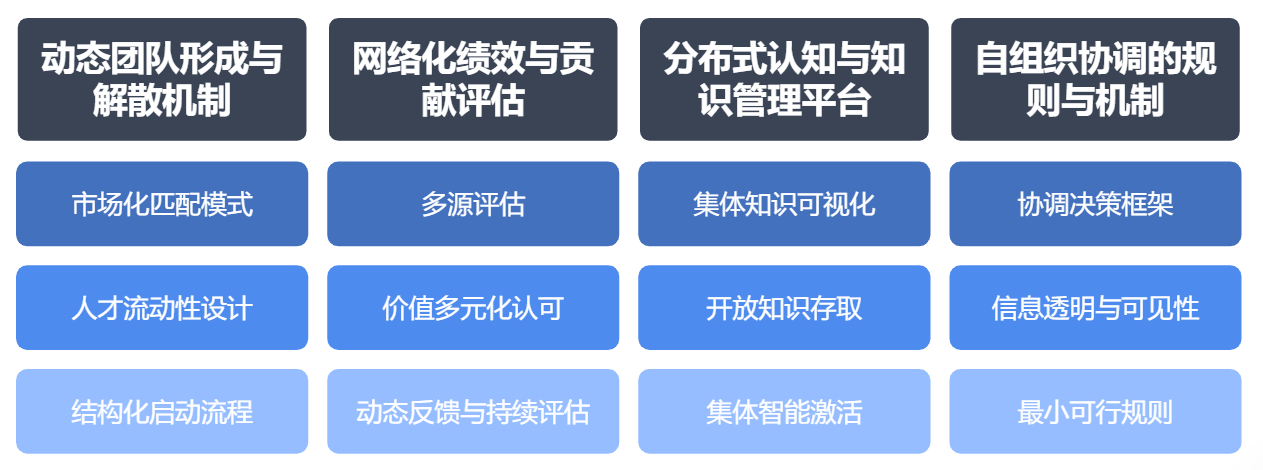 动态团队形成与
解散机制
网络化绩效与贡
献评估
分布式认知与知
识管理平台
自组织协调的规
则与机制
市场化匹配模式
多源评估
集体知识可视化
协调决策框架
人才流动性设计
价值多元化认可
开放知识存取
信息透明与可见性
结构化启动流程
动态反馈与持续评估
集体智能激活
最小可行规则